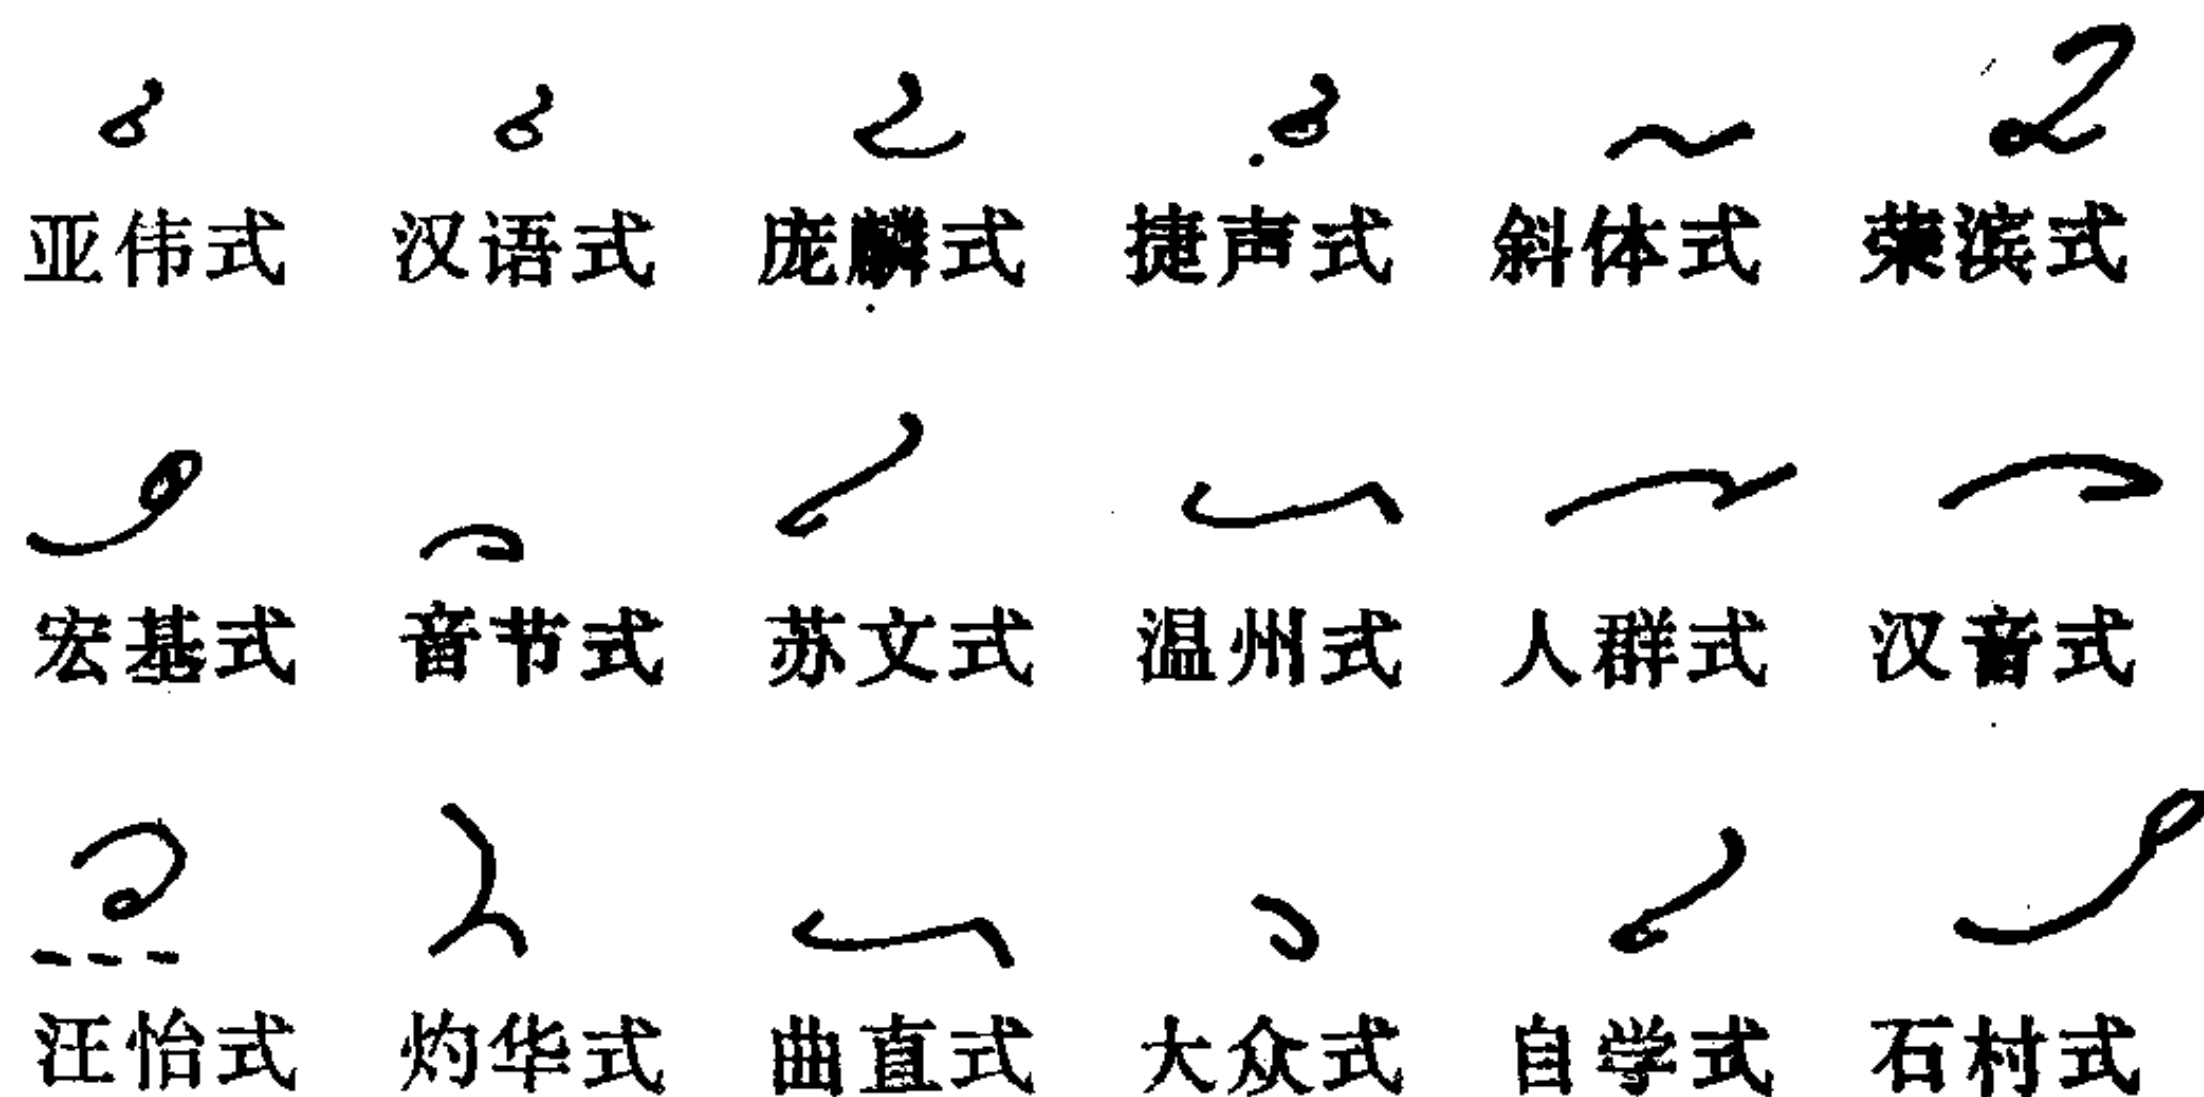 亚伟式 汉语式 庞麟式 捷声式 斜体式 荣滨式
宏基式 音节式 苏文式 温州式 人群式 汉音式
汪怡式 灼华式 曲直式 大众式 自学式 石村式